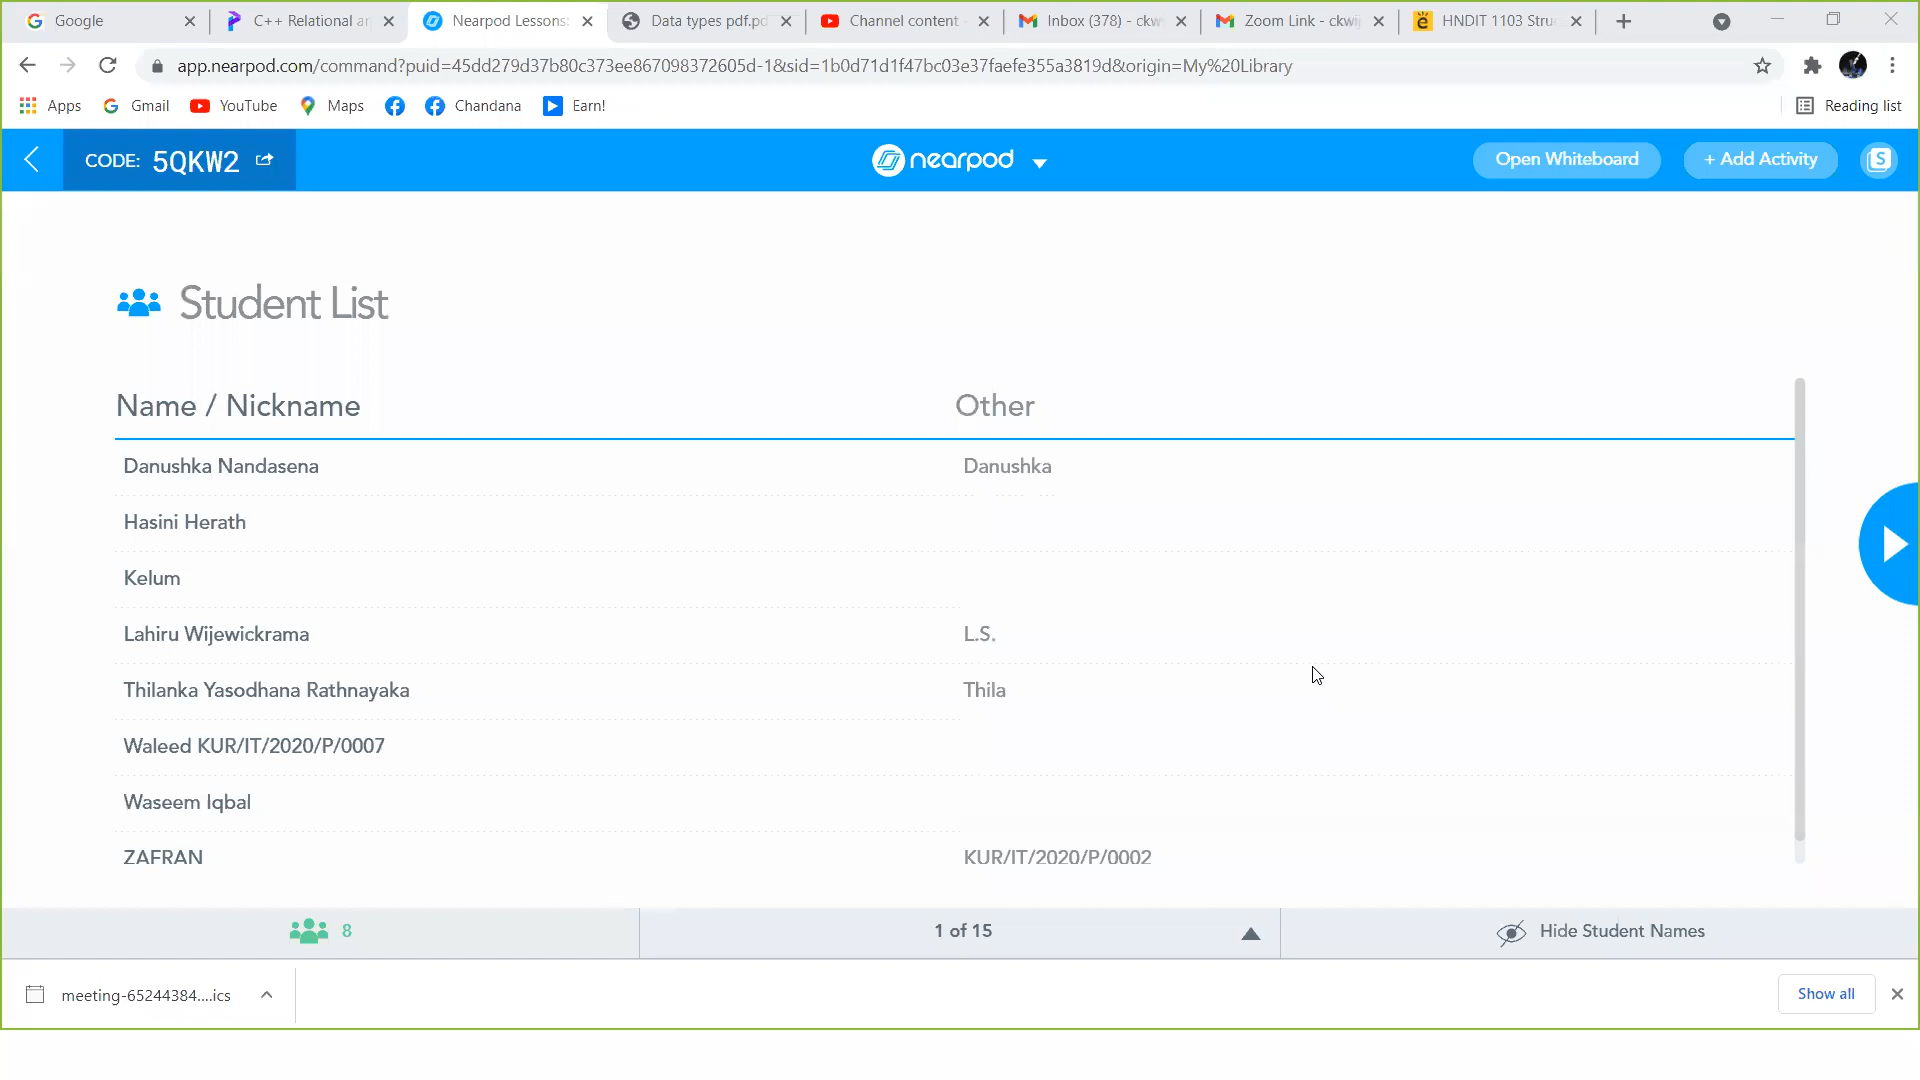 Google
C++ Relational a
Nearpod Lessons:
Data types pdf.pd
Channel content -
Inbox (378) - ckw
Zoom Link - ckwij
HNDIT 1103 Stru
app.nearpod.com/command?puid=45dd279d37b80c373ee867098372605d-1&sid=1b0d71d1f47bc03e37faefe355a3819d&origin=My%20Library
Apps
Gmail
YouTube
Maps
Chandana
Earn!
Reading list
CODE: 5QKW2
nearpod
Open Whiteboard
+ Add Activity
S
Student List
Name / Nickname
Other
Danushka Nandasena
Danushka
Hasini Herath
Kelum
Lahiru Wijewickrama
L.S.
Thilanka Yasodhana Rathnayaka
Thila
Waleed KUR/IT/2020/P/0007
Waseem Iqbal
ZAFRAN
KUR/IT/2020/P/0002
8
1 of 15
Hide Student Names
meeting-65244384....ics
Show all